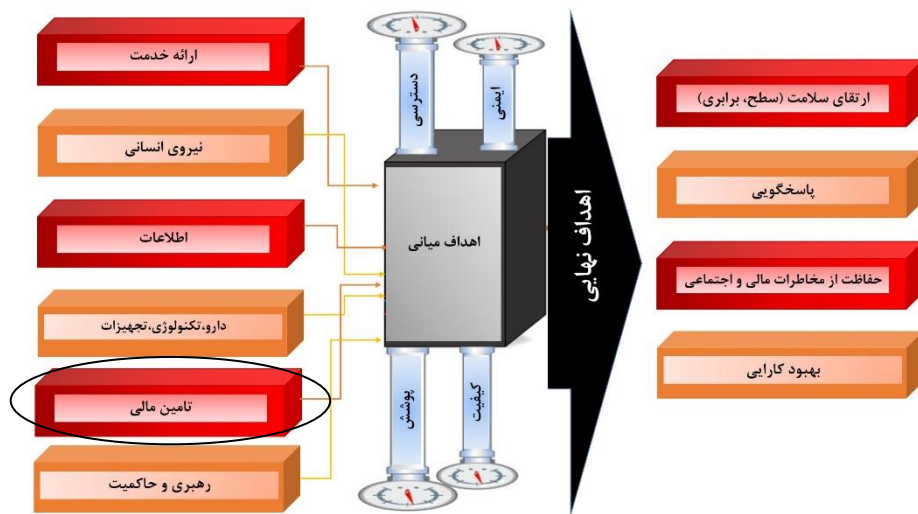 ارائه خدمت
نیروی انسانی
اطلاعات
دارو،تکنولوژی،تجهیزات
تامین مالی
رهبری و حاکمیت
دسترسی
ایمنی
اهداف میانی
پوشش
کیفیت
اهداف نهایی
ارتقای سلامت (سطح، برابری)
پاسخگویی
حفاظت از مخاطرات مالی و اجتماعی
بهبود کارایی